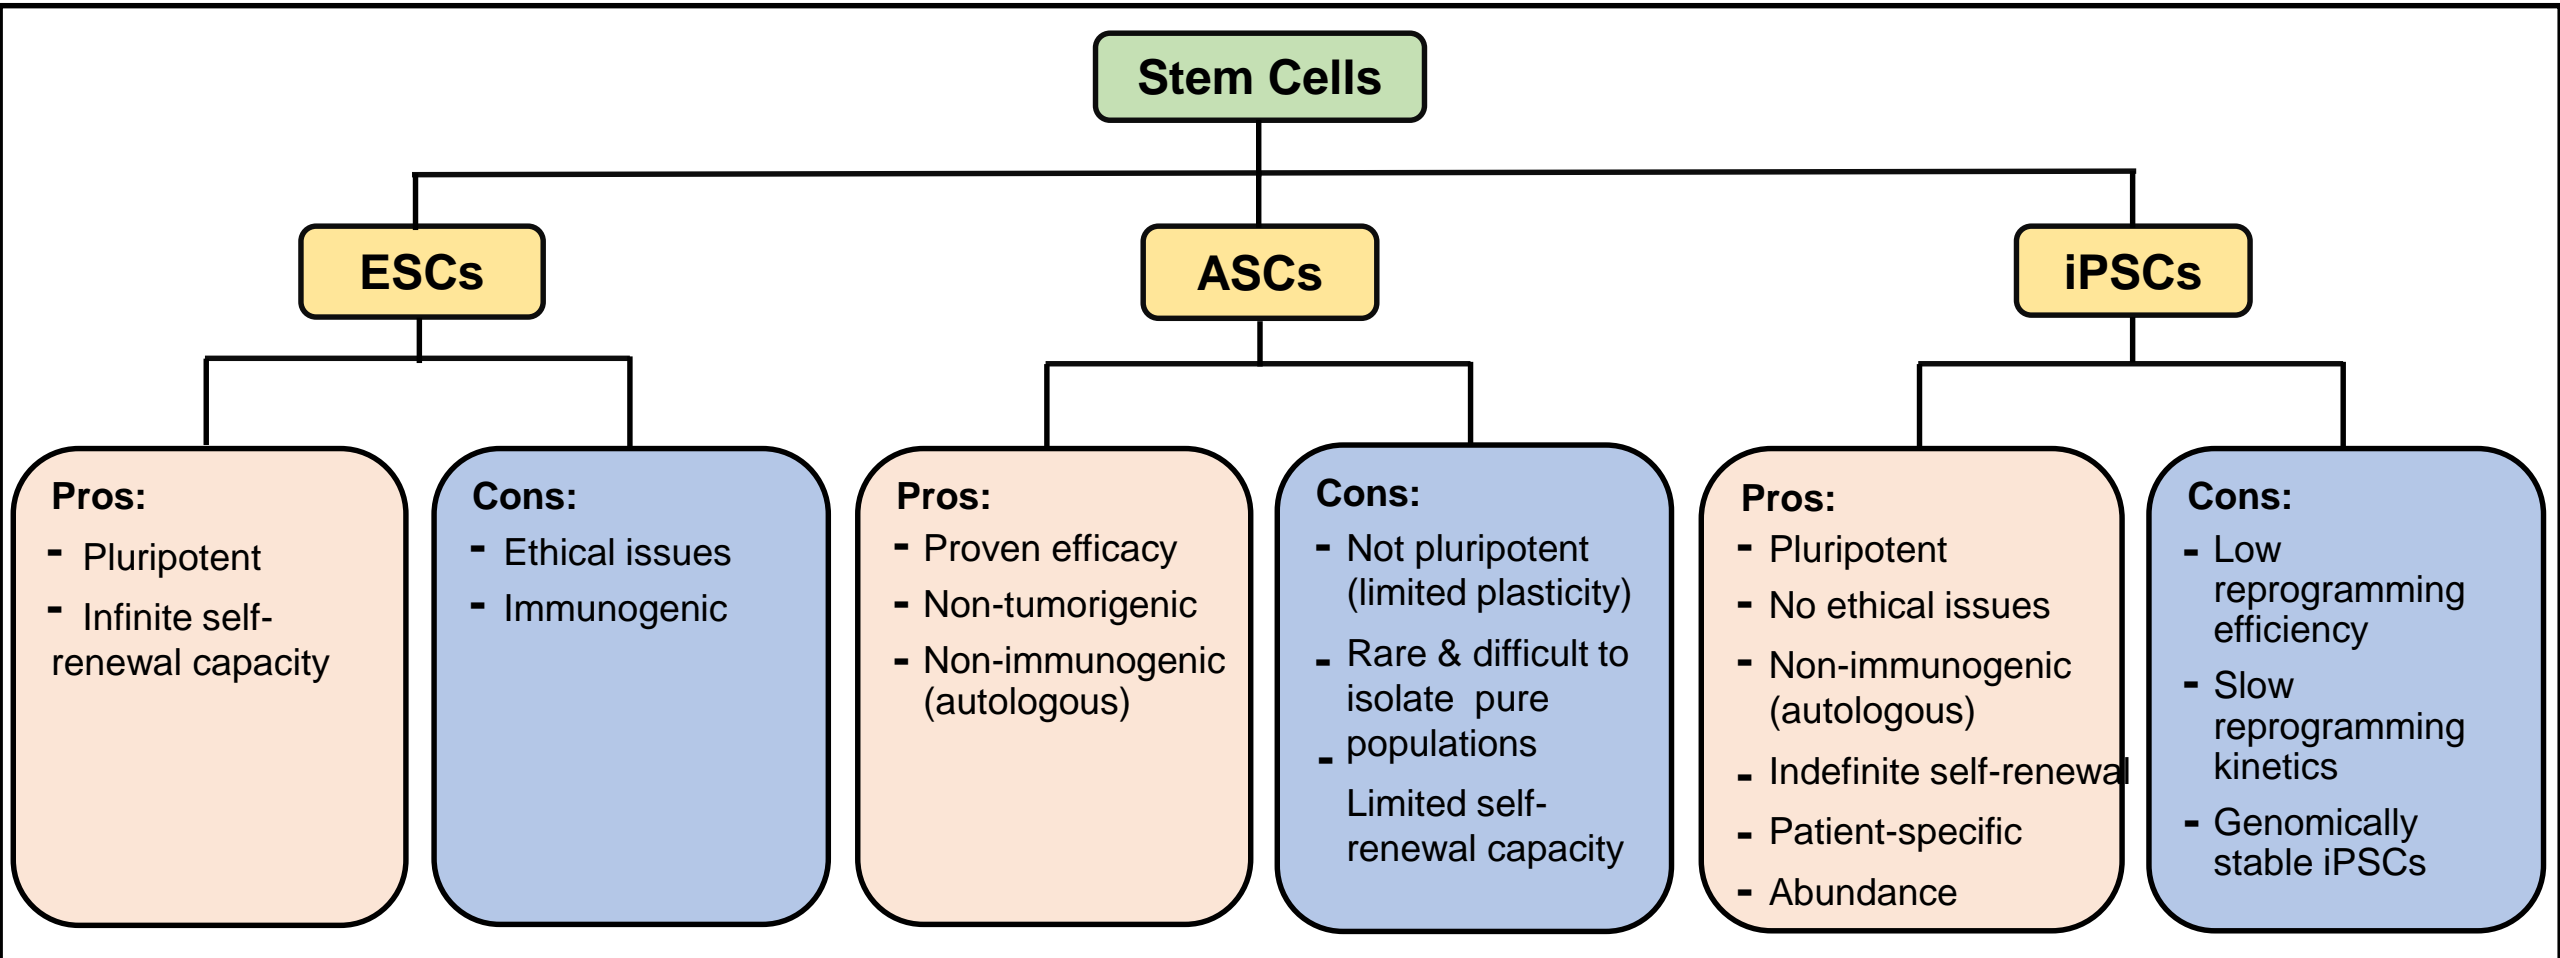 Stem Cells
ESCs
ASCs
iPSCs
Pros:
- Pluripotent
- Infinite self-
renewal capacity
Cons:
- Ethical issues
- Immunogenic
Pros:
- Proven efficacy
- Non-tumorigenic
- Non-immunogenic
(autologous)
Cons:
- Not pluripotent
(limited plasticity)
- Rare & difficult to
isolate pure
populations
- Limited self-
renewal capacity
Pros:
- Pluripotent
- No ethical issues
- Non-immunogenic
(autologous)
- Indefinite self-renewal
- Patient-specific
- Abundance
Cons:
- Low
reprogramming
efficiency
- Slow
reprogramming
kinetics
- Genomically
stable iPSCs